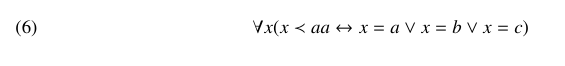 (6) ∀x(x ≺ aa ↔ x = a ∨ x = b ∨ x = c)